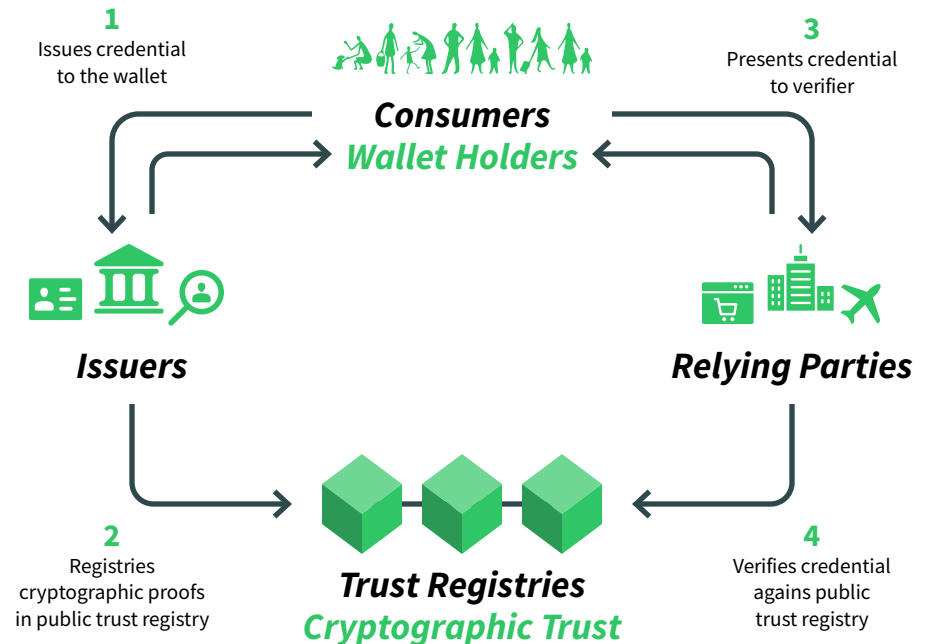 1
Issues credential
to the wallet
3
Presents credential
to verifier
Consumers
Wallet Holders
Issuers
Relying Parties
2
Registries
cryptographic proofs
in public trust registry
4
Verifies credential
agains public
trust registry
Trust Registries
Cryptographic Trust